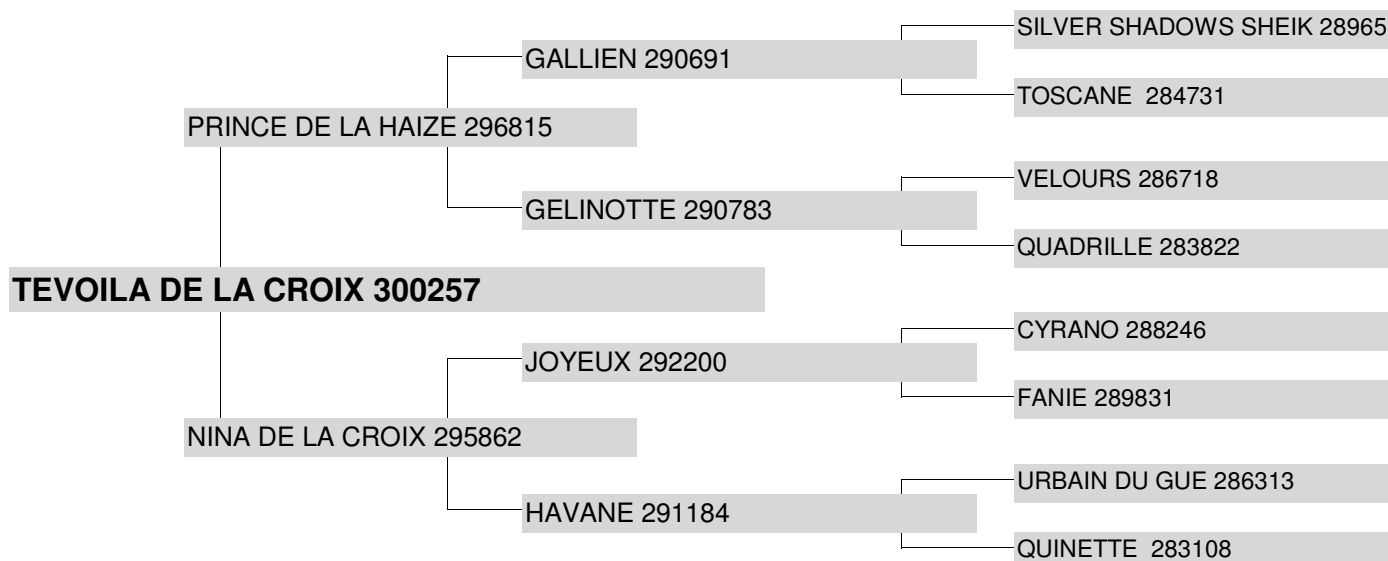 SILVER SHADOWS SHEIK 28965
GALLIEN 290691
TOSCANE 284731
PRINCE DE LA HAIZE 296815
VELOURS 286718
GELINOTTE 290783
QUADRILLE 283822
TEVOILA DE LA CROIX 300257
CYRANO 288246
JOYEUX 292200
FANIE 289831
NINA DE LA CROIX 295862
URBAIN DU GUE 286313
HAVANE 291184
QUINETTE 283108